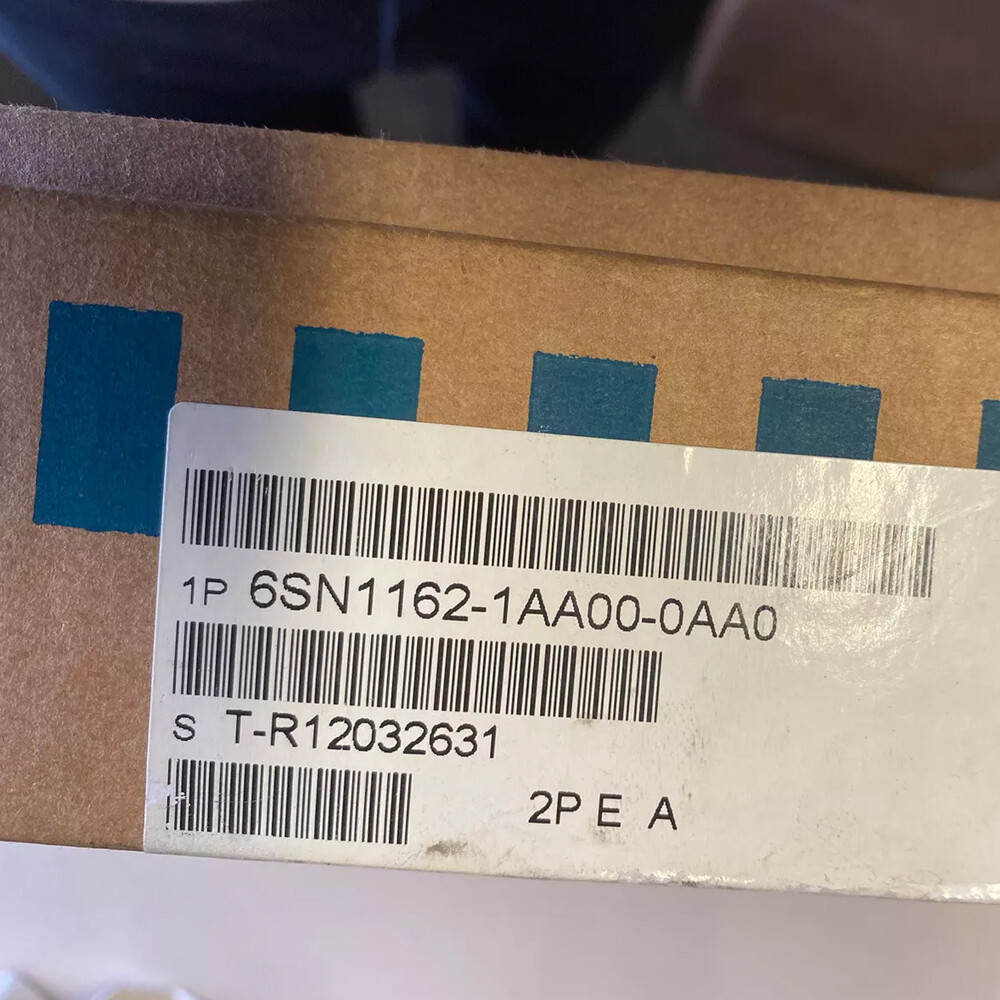 1P 6SN1162-1AA00-0AA0
S T-R12032631
2P E A